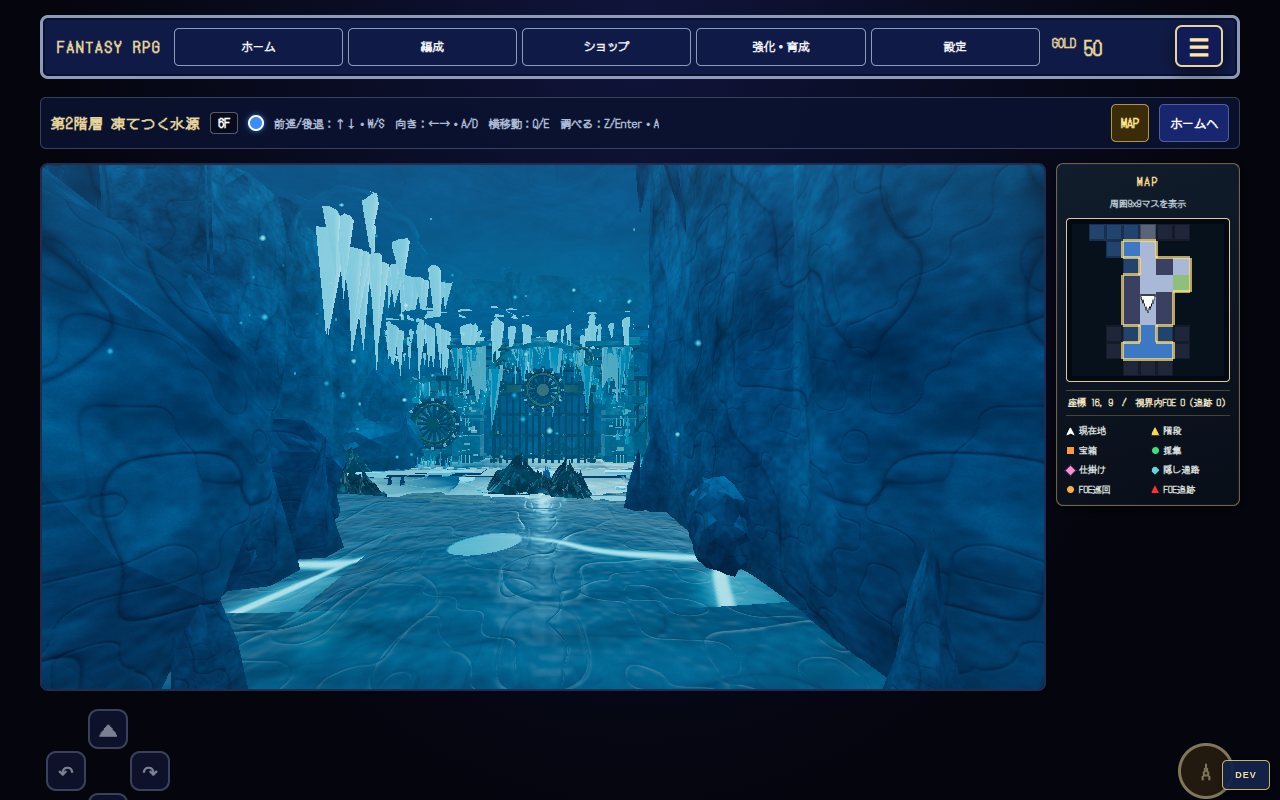 FANTASY RPG
ホーム
編成
ショップ
強化・育成
設定
GOLD 50
第2階層 凍てつく水源
6F
前進/後退:↑↓・W/S 向き:←→・A/D 横移動:Q/E 調べる:Z/Enter・A
MAP
ホームへ
MAP
周囲9x9マスを表示
座標 16, 9 / 視界内FOE 0 (追跡 0)
現在地
階段
宝箱
採集
仕掛け
隠し通路
FOE巡回
FOE追跡
A
DEV